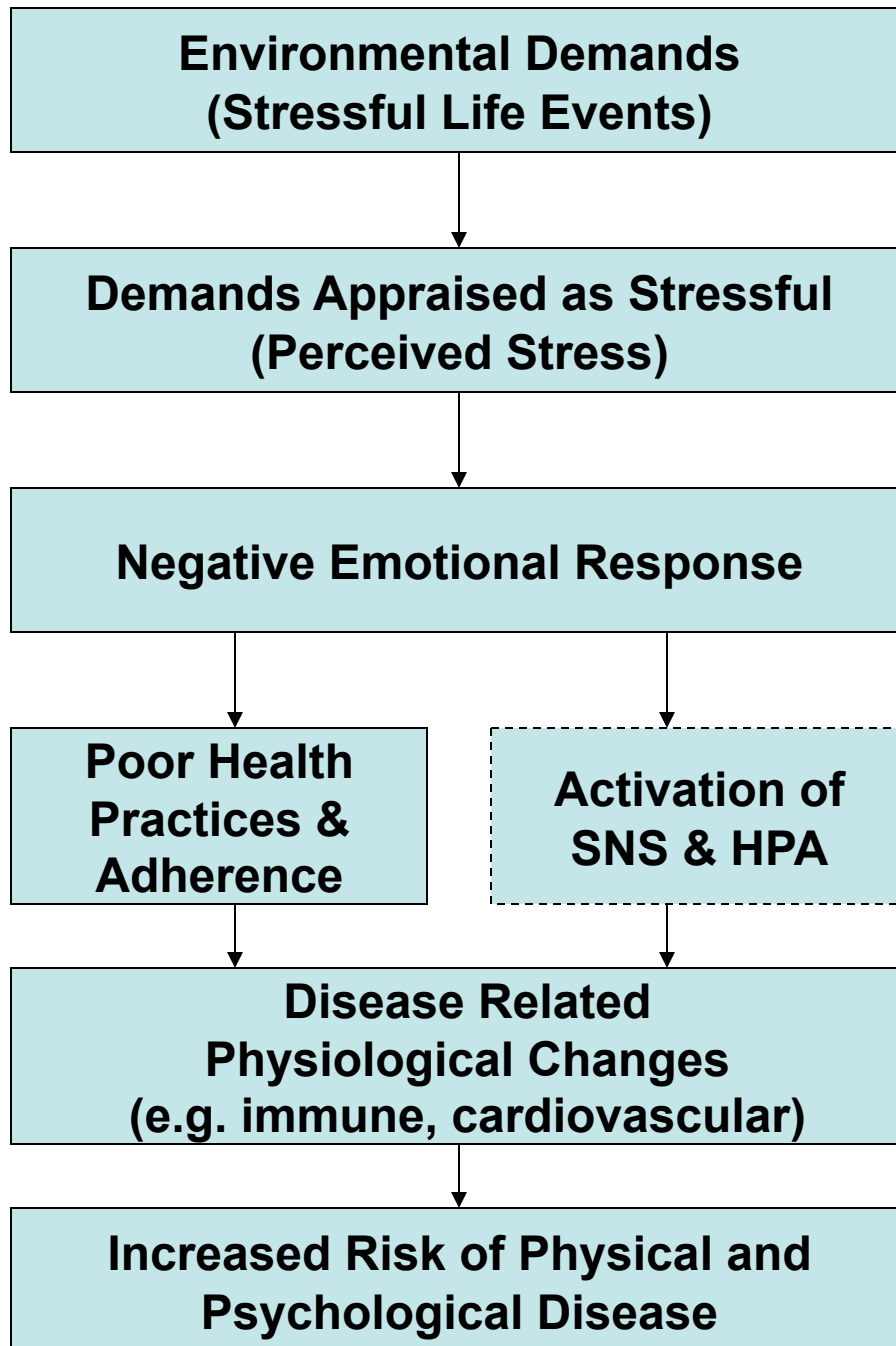 Environmental Demands
(Stressful Life Events)
Demands Appraised as Stressful
(Perceived Stress)
Negative Emotional Response
Poor Health
Practices &
Adherence
Activation of
SNS & HPA
Disease Related
Physiological Changes
(e.g. immune, cardiovascular)
Increased Risk of Physical and
Psychological Disease